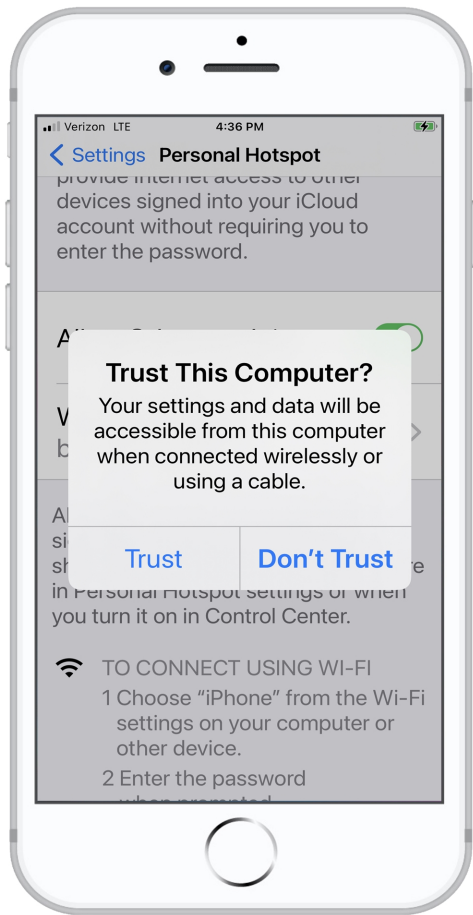 Verizon LTE 4:36 PM
Settings Personal Hotspot
provide Internet access to other
devices signed into your iCloud
account without requiring you to
enter the password.
Trust This Computer?
Your settings and data will be
accessible from this computer
when connected wirelessly or
using a cable.
Trust Don't Trust
in Personal Hotspot settings or when
you turn it on in Control Center.
TO CONNECT USING WI-FI
1 Choose “iPhone” from the Wi-Fi
settings on your computer or
other device.
2 Enter the password
when prompted